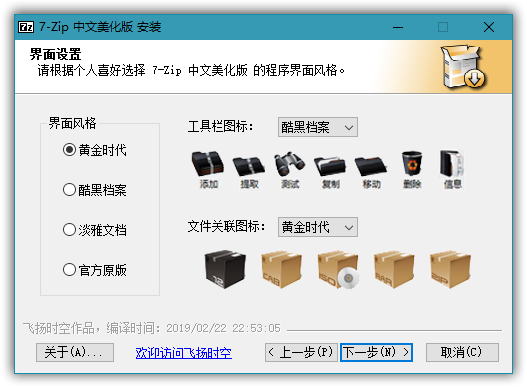 7-Zip 中文美化版 安装
界面设置
请根据个人喜好选择 7-Zip 中文美化版 的程序界面风格。
界面风格
黄金时代
酷黑档案
淡雅文档
官方原版
工具栏图标：
酷黑档案
添加 提取 测试 复制 移动 删除 信息
文件关联图标：
黄金时代
7Z CAB ISO RAR ZIP
飞扬时空作品，编译时间：2019/02/22 22:53:05
关于(A)...
欢迎访问飞扬时空
< 上一步(P)
下一步(N) >
取消(C)